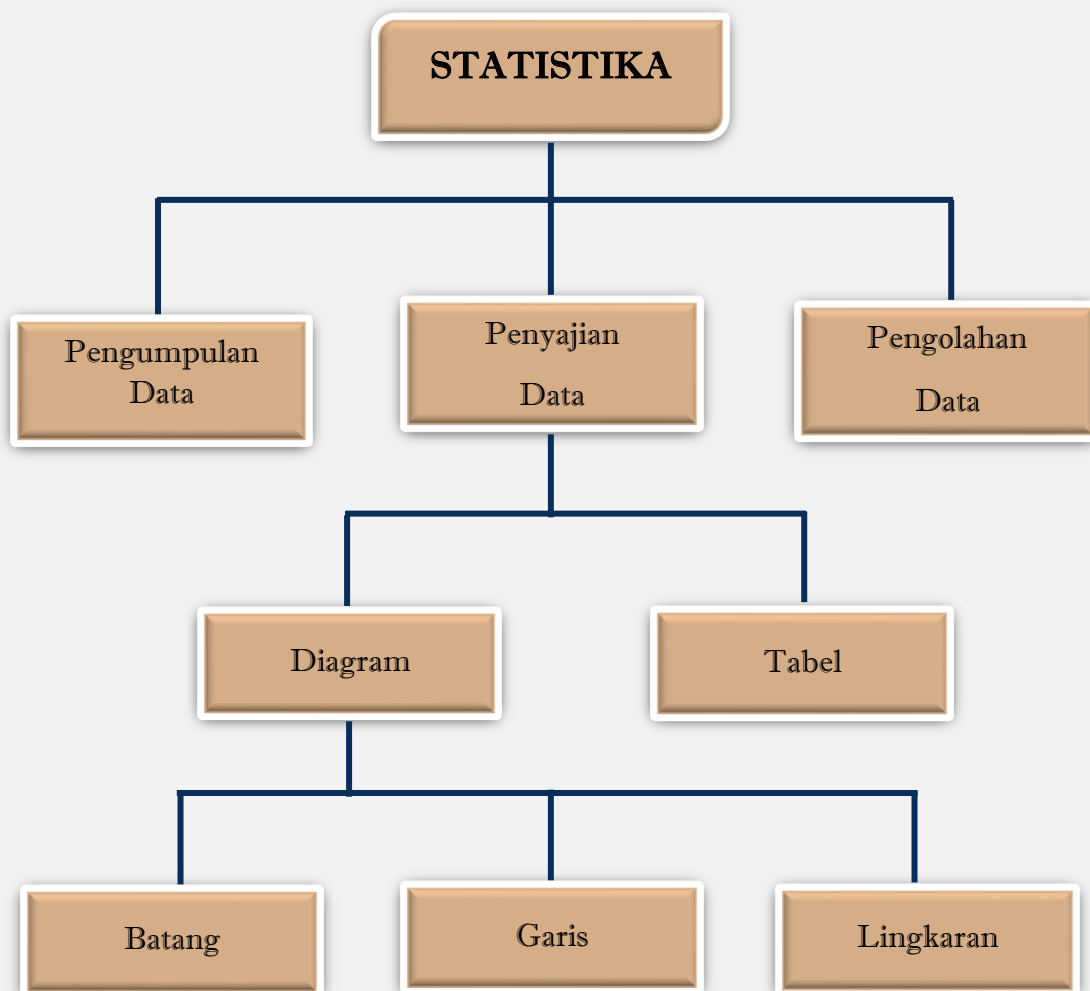 STATISTIKA
Pengumpulan
Data
Penyajian
Data
Pengolahan
Data
Diagram
Tabel
Batang
Garis
Lingkaran